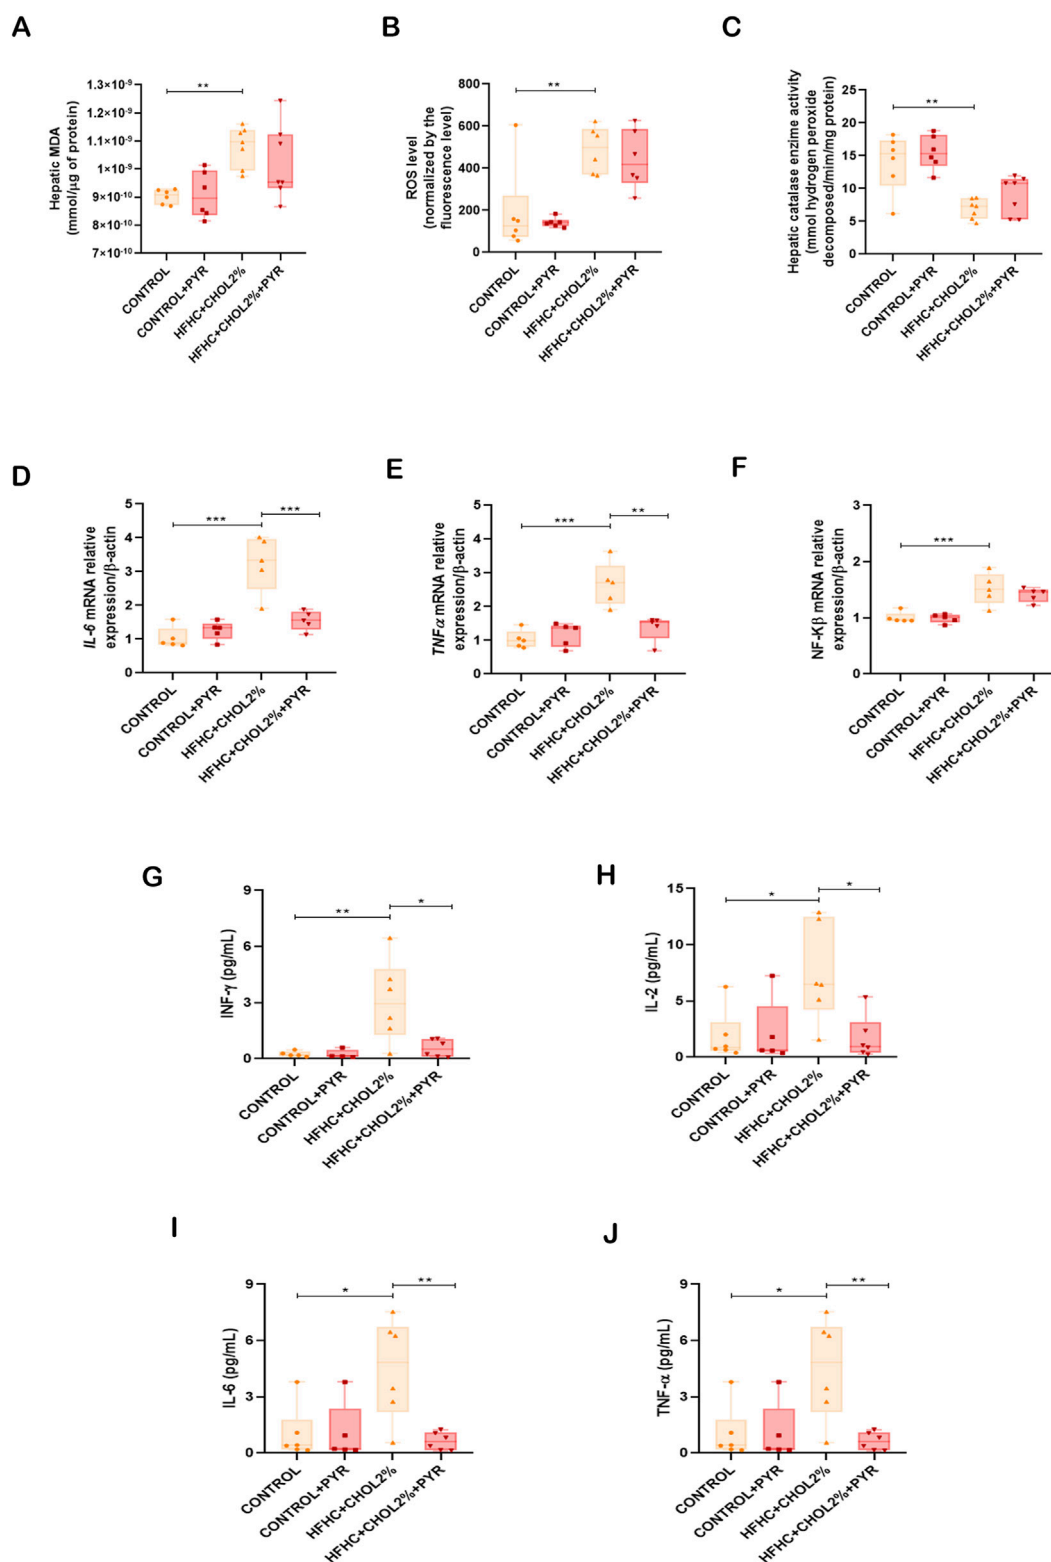 A
Hepatic MDA
(mmol/μg of protein)
1.3×10⁻⁹
1.2×10⁻⁹
1.1×10⁻⁹
1×10⁻⁹
9×10⁻¹⁰
8×10⁻¹⁰
7×10⁻¹⁰
**
CONTROL
CONTROL+PYR
HFHC+CHOL2%
HFHC+CHOL2%+PYR
B
ROS level
(normalized by the
fluorescence level)
800
600
400
200
0
**
CONTROL
CONTROL+PYR
HFHC+CHOL2%
HFHC+CHOL2%+PYR
C
Hepatic catalase enzime activity
(mmol hydrogen peroxide
decomposed/mim/mg protein)
25
20
15
10
5
0
**
CONTROL
CONTROL+PYR
HFHC+CHOL2%
HFHC+CHOL2%+PYR
D
IL-6 mRNA relative
expression/β-actin
5
4
3
2
1
0
***
***
CONTROL
CONTROL+PYR
HFHC+CHOL2%
HFHC+CHOL2%+PYR
E
TNFα mRNA relative
expression/β-actin
5
4
3
2
1
0
***
**
CONTROL
CONTROL+PYR
HFHC+CHOL2%
HFHC+CHOL2%+PYR
F
NF-Kβ mRNA relative
expression/β-actin
3
2
1
0
***
CONTROL
CONTROL+PYR
HFHC+CHOL2%
HFHC+CHOL2%+PYR
G
INF-γ (pg/mL)
9
6
3
0
**
*
CONTROL
CONTROL+PYR
HFHC+CHOL2%
HFHC+CHOL2%+PYR
H
IL-2 (pg/mL)
15
10
5
0
*
*
CONTROL
CONTROL+PYR
HFHC+CHOL2%
HFHC+CHOL2%+PYR
I
IL-6 (pg/mL)
9
6
3
0
*
**
CONTROL
CONTROL+PYR
HFHC+CHOL2%
HFHC+CHOL2%+PYR
J
TNF-α (pg/mL)
9
6
3
0
*
**
CONTROL
CONTROL+PYR
HFHC+CHOL2%
HFHC+CHOL2%+PYR